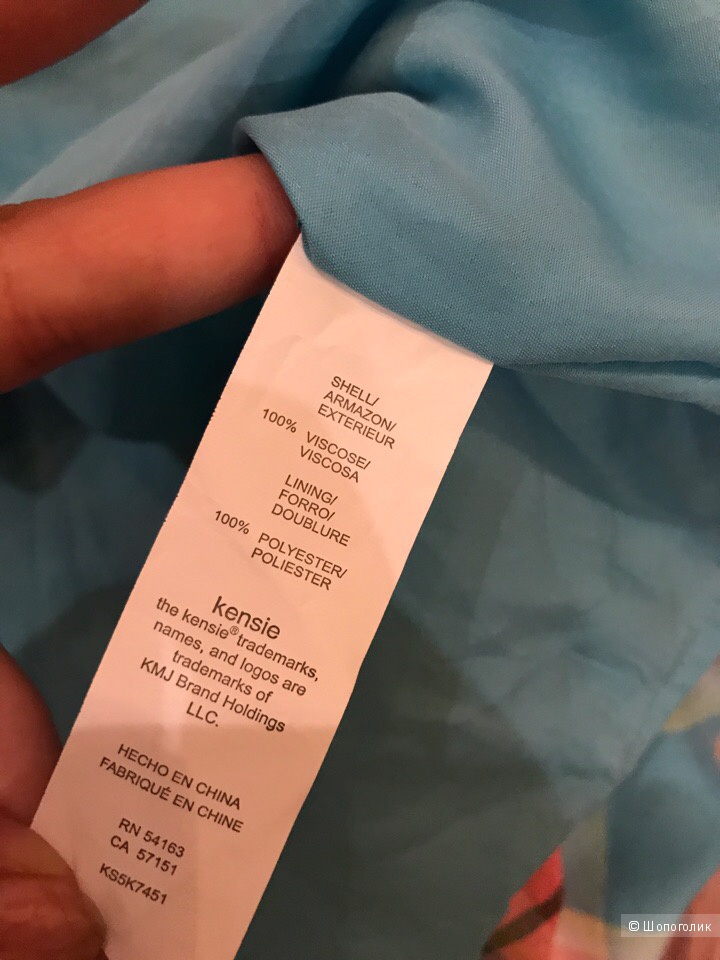 SHELL/
ARMAZON/
EXTERIEUR
100% VISCOSE/
VISCOSA
LINING/
FORRO/
DOUBLURE
100% POLYESTER/
POLIESTER
kensie
the kensie® trademarks,
names, and logos are
trademarks of
KMJ Brand Holdings
LLC.
HECHO EN CHINA
FABRIQUÉ EN CHINE
RN 54163
CA 57151
KS5K7451
© Шопоголик